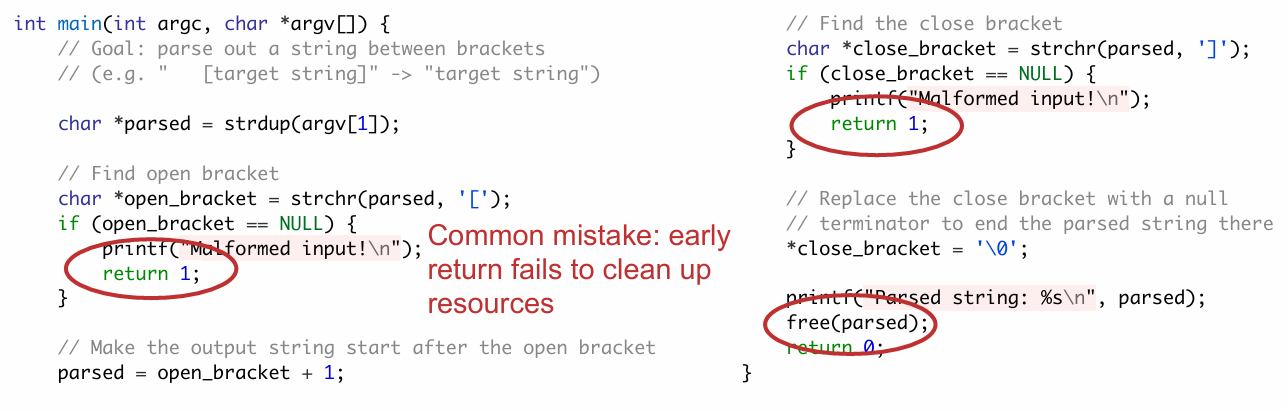 int main(int argc, char *argv[]) {
    // Goal: parse out a string between brackets
    // (e.g. "   [target string]" -> "target string")

    char *parsed = strdup(argv[1]);

    // Find open bracket
    char *open_bracket = strchr(parsed, '[');
    if (open_bracket == NULL) {
        printf("Malformed input!\n");
        return 1;
    }

    // Make the output string start after the open bracket
    parsed = open_bracket + 1;
Common mistake: early
return fails to clean up
resources
    // Find the close bracket
    char *close_bracket = strchr(parsed, ']');
    if (close_bracket == NULL) {
        printf("Malformed input!\n");
        return 1;
    }

    // Replace the close bracket with a null
    // terminator to end the parsed string there
    *close_bracket = '\0';

    printf("Parsed string: %s\n", parsed);
    free(parsed);
    return 0;
}